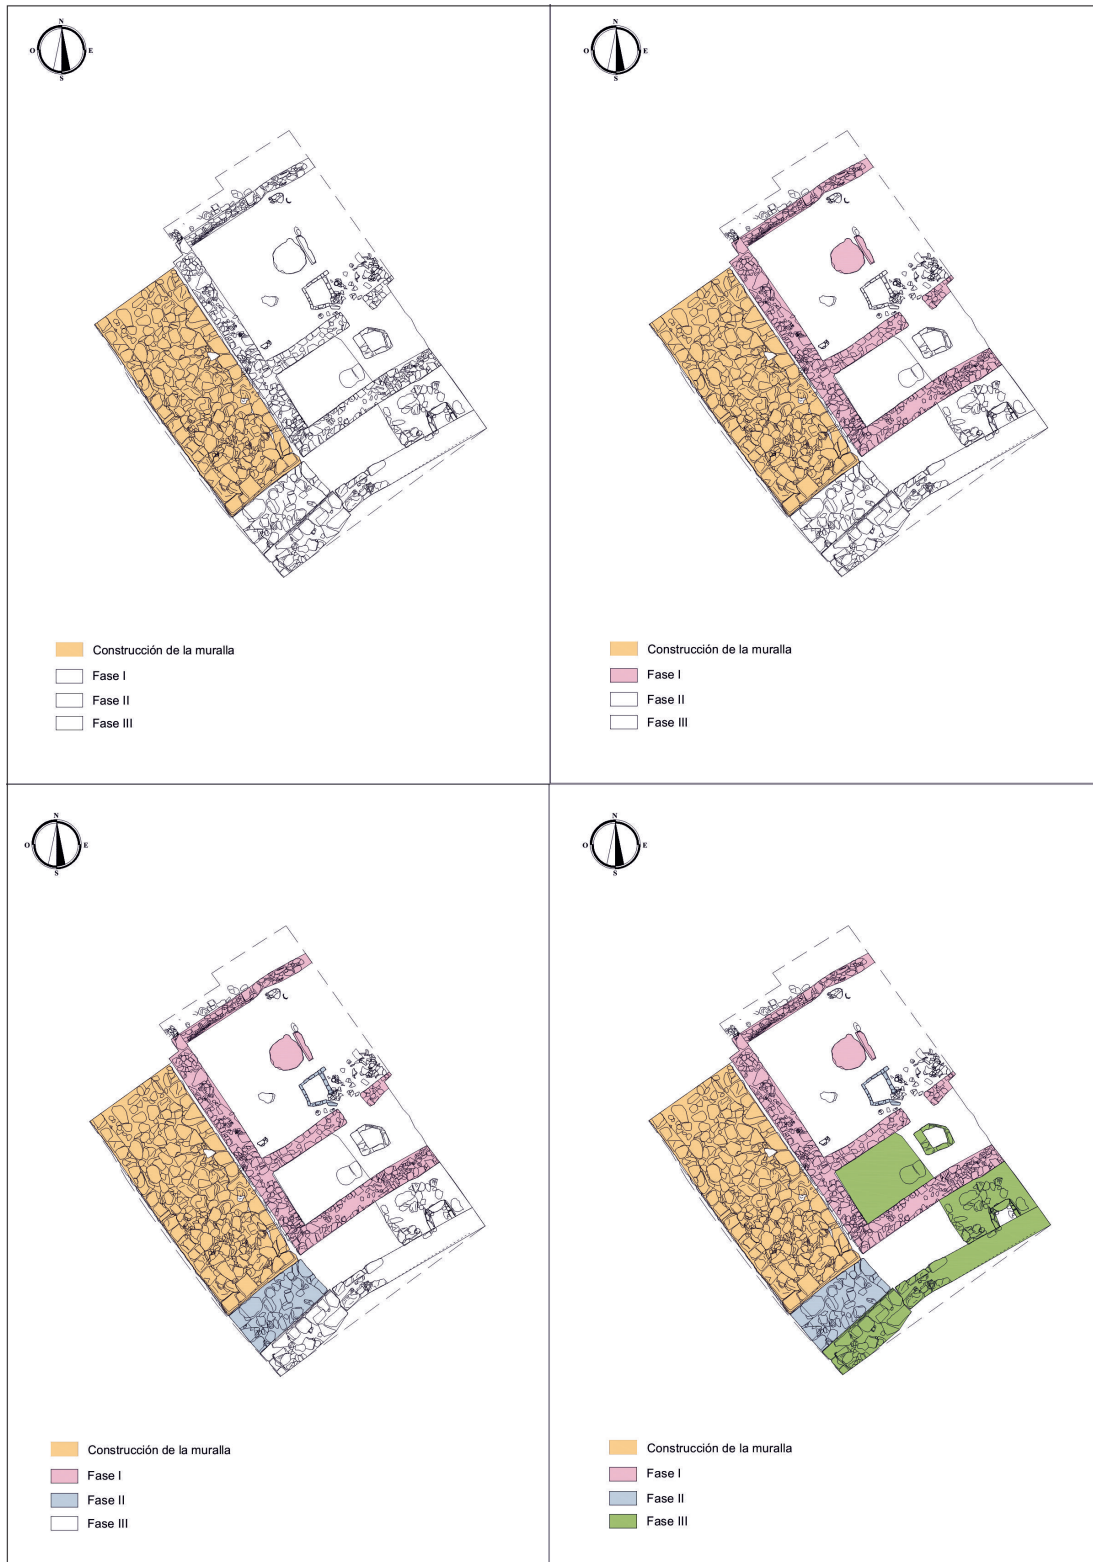 N
O E
S
Construcción de la muralla
Fase I
Fase II
Fase III
N
O E
S
Construcción de la muralla
Fase I
Fase II
Fase III
N
O E
S
Construcción de la muralla
Fase I
Fase II
Fase III
N
O E
S
Construcción de la muralla
Fase I
Fase II
Fase III